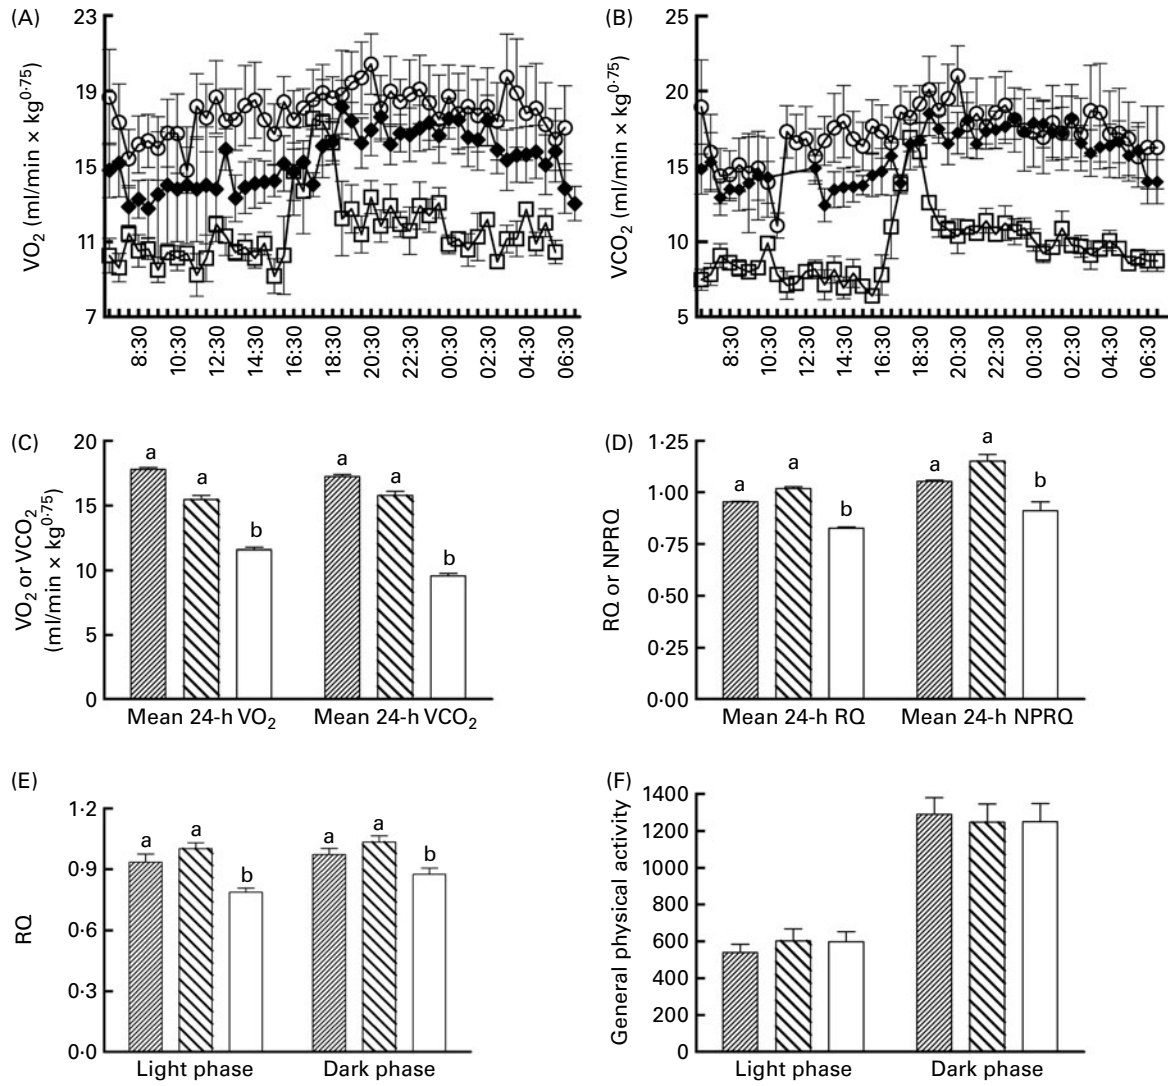 (A)
23
19
15
11
7
VO₂ (ml/min × kg⁰·⁷⁵)
8:30
10:30
12:30
14:30
16:30
18:30
20:30
22:30
00:30
02:30
04:30
06:30
(B)
25
20
15
10
5
VCO₂ (ml/min × kg⁰·⁷⁵)
8:30
10:30
12:30
14:30
16:30
18:30
20:30
22:30
00:30
02:30
04:30
06:30
(C)
20
15
10
5
0
VO₂ or VCO₂
(ml/min × kg⁰·⁷⁵)
a
a
b
a
a
b
Mean 24-h VO₂
Mean 24-h VCO₂
(D)
1·25
1·00
0·75
0·50
0·25
0·00
RQ or NPRQ
a
a
b
a
a
b
Mean 24-h RQ
Mean 24-h NPRQ
(E)
1·2
0·9
0·6
0·3
0·0
RQ
a
a
b
a
a
b
Light phase
Dark phase
(F)
1400
1200
1000
800
600
400
200
0
General physical activity
Light phase
Dark phase